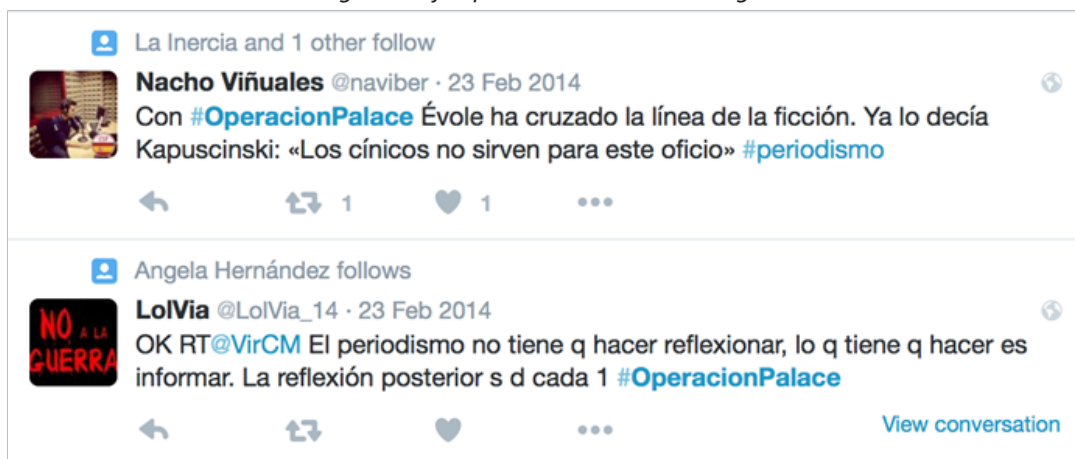 La Inercia and 1 other follow
Nacho Viñuales @naviber · 23 Feb 2014
Con #OperacionPalace Évole ha cruzado la línea de la ficción. Ya lo decía
Kapuscinski: «Los cínicos no sirven para este oficio» #periodismo
1 1
Angela Hernández follows
LolVia @LolVia_14 · 23 Feb 2014
NO A LA
GUERRA
OK RT@VirCM El periodismo no tiene q hacer reflexionar, lo q tiene q hacer es
informar. La reflexión posterior s d cada 1 #OperacionPalace
View conversation